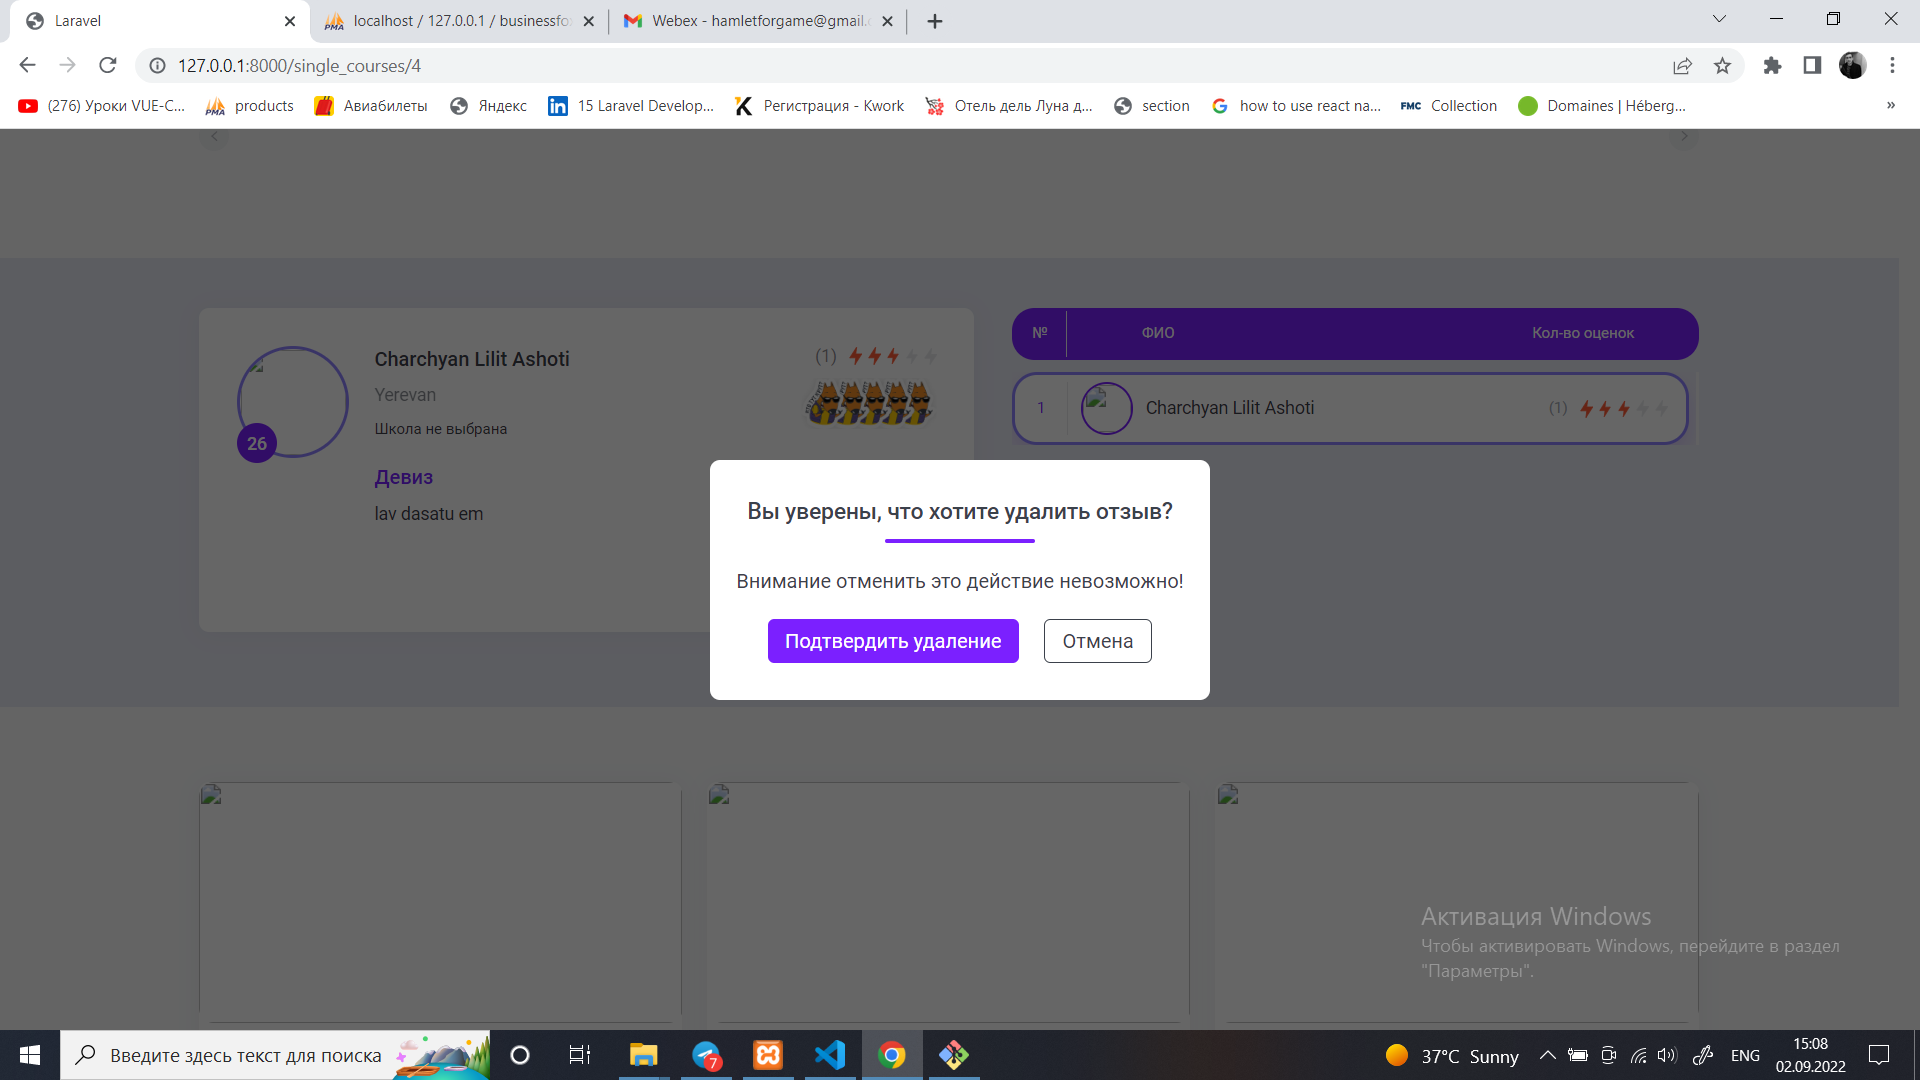 Laravel
localhost / 127.0.0.1 / businessfo
Webex - hamletforgame@gmail.c
127.0.0.1:8000/single_courses/4
(276) Уроки VUE-C...
products
Авиабилеты
Яндекс
15 Laravel Develop...
Регистрация - Kwork
Отель дель Луна д...
section
how to use react na...
FMC Collection
Domaines | Héberg...
»
Charchyan Lilit Ashoti
(1)
Yerevan
Школа не выбрана
26
Девиз
lav dasatu em
№ ФИО Кол-во оценок
1 Charchyan Lilit Ashoti (1)
Вы уверены, что хотите удалить отзыв?
Внимание отменить это действие невозможно!
Подтвердить удаление
Отмена
Активация Windows
Чтобы активировать Windows, перейдите в раздел
"Параметры".
Введите здесь текст для поиска
7
37°C Sunny
ENG
15:08
02.09.2022